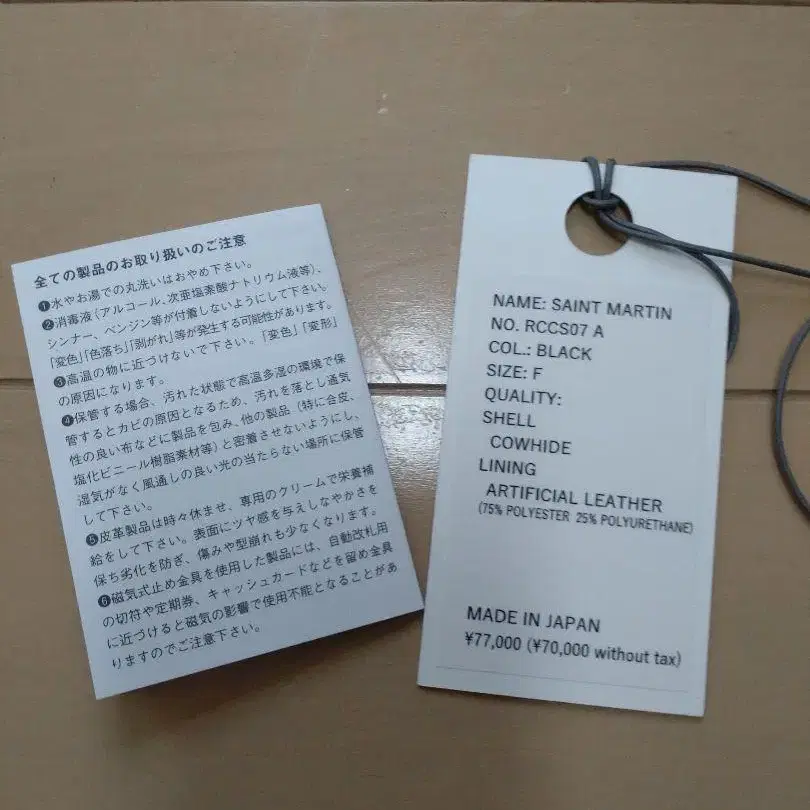 全ての製品のお取り扱いのご注意
❶水やお湯での丸洗いはおやめ下さい。
❷消毒液(アルコール、次亜塩素酸ナトリウム液等)、
シンナー、ベンジン等が付着しないようにして下さい。
「変色」「色落ち」「剥がれ」等が発生する可能性があります。
❸高温の物に近づけないで下さい。「変色」「変形」
の原因になります。
❹保管する場合、汚れた状態で高温多湿の環境で保
管するとカビの原因となるため、汚れを落とし通気
性の良い布などに製品を包み、他の製品（特に合皮、
塩化ビニール樹脂素材等）と密着させないようにし、
湿気がなく風通しの良い光の当たらない場所に保管
して下さい。
❺皮革製品は時々休ませ、専用のクリームで栄養補
給をして下さい。表面にツヤ感を与えしなやかさを
保ち劣化を防ぎ、傷みや型崩れも少なくなります。
❻磁気式止め金具を使用した製品には、自動改札用
の切符や定期券、キャッシュカードなどを留め金具
に近づけると磁気の影響で使用不能となることがあ
りますのでご注意下さい。
NAME: SAINT MARTIN
NO. RCCS07 A
COL.: BLACK
SIZE: F
QUALITY:
SHELL
COWHIDE
LINING
ARTIFICIAL LEATHER
(75% POLYESTER 25% POLYURETHANE)
MADE IN JAPAN
¥77,000 (¥70,000 without tax)